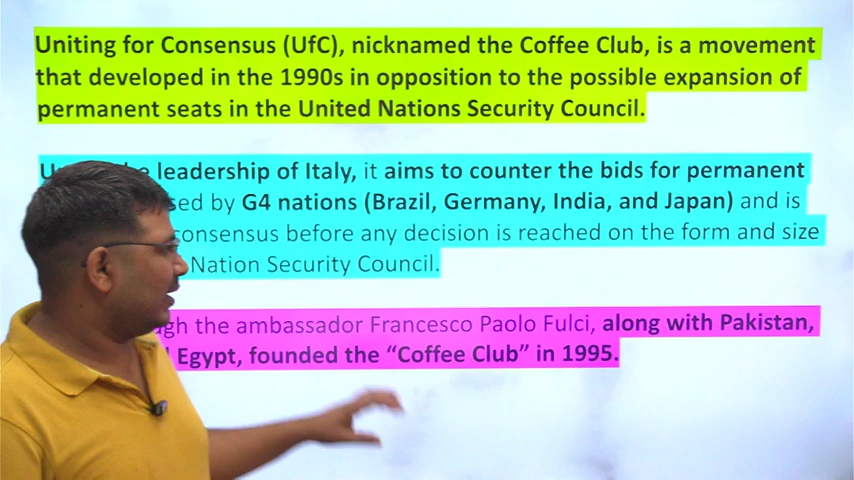 Uniting for Consensus (UfC), nicknamed the Coffee Club, is a movement
that developed in the 1990s in opposition to the possible expansion of
permanent seats in the United Nations Security Council.
the leadership of Italy, it aims to counter the bids for permanent
by G4 nations (Brazil, Germany, India, and Japan) and is
consensus before any decision is reached on the form and size
Nation Security Council.
the ambassador Francesco Paolo Fulci, along with Pakistan,
Egypt, founded the “Coffee Club” in 1995.